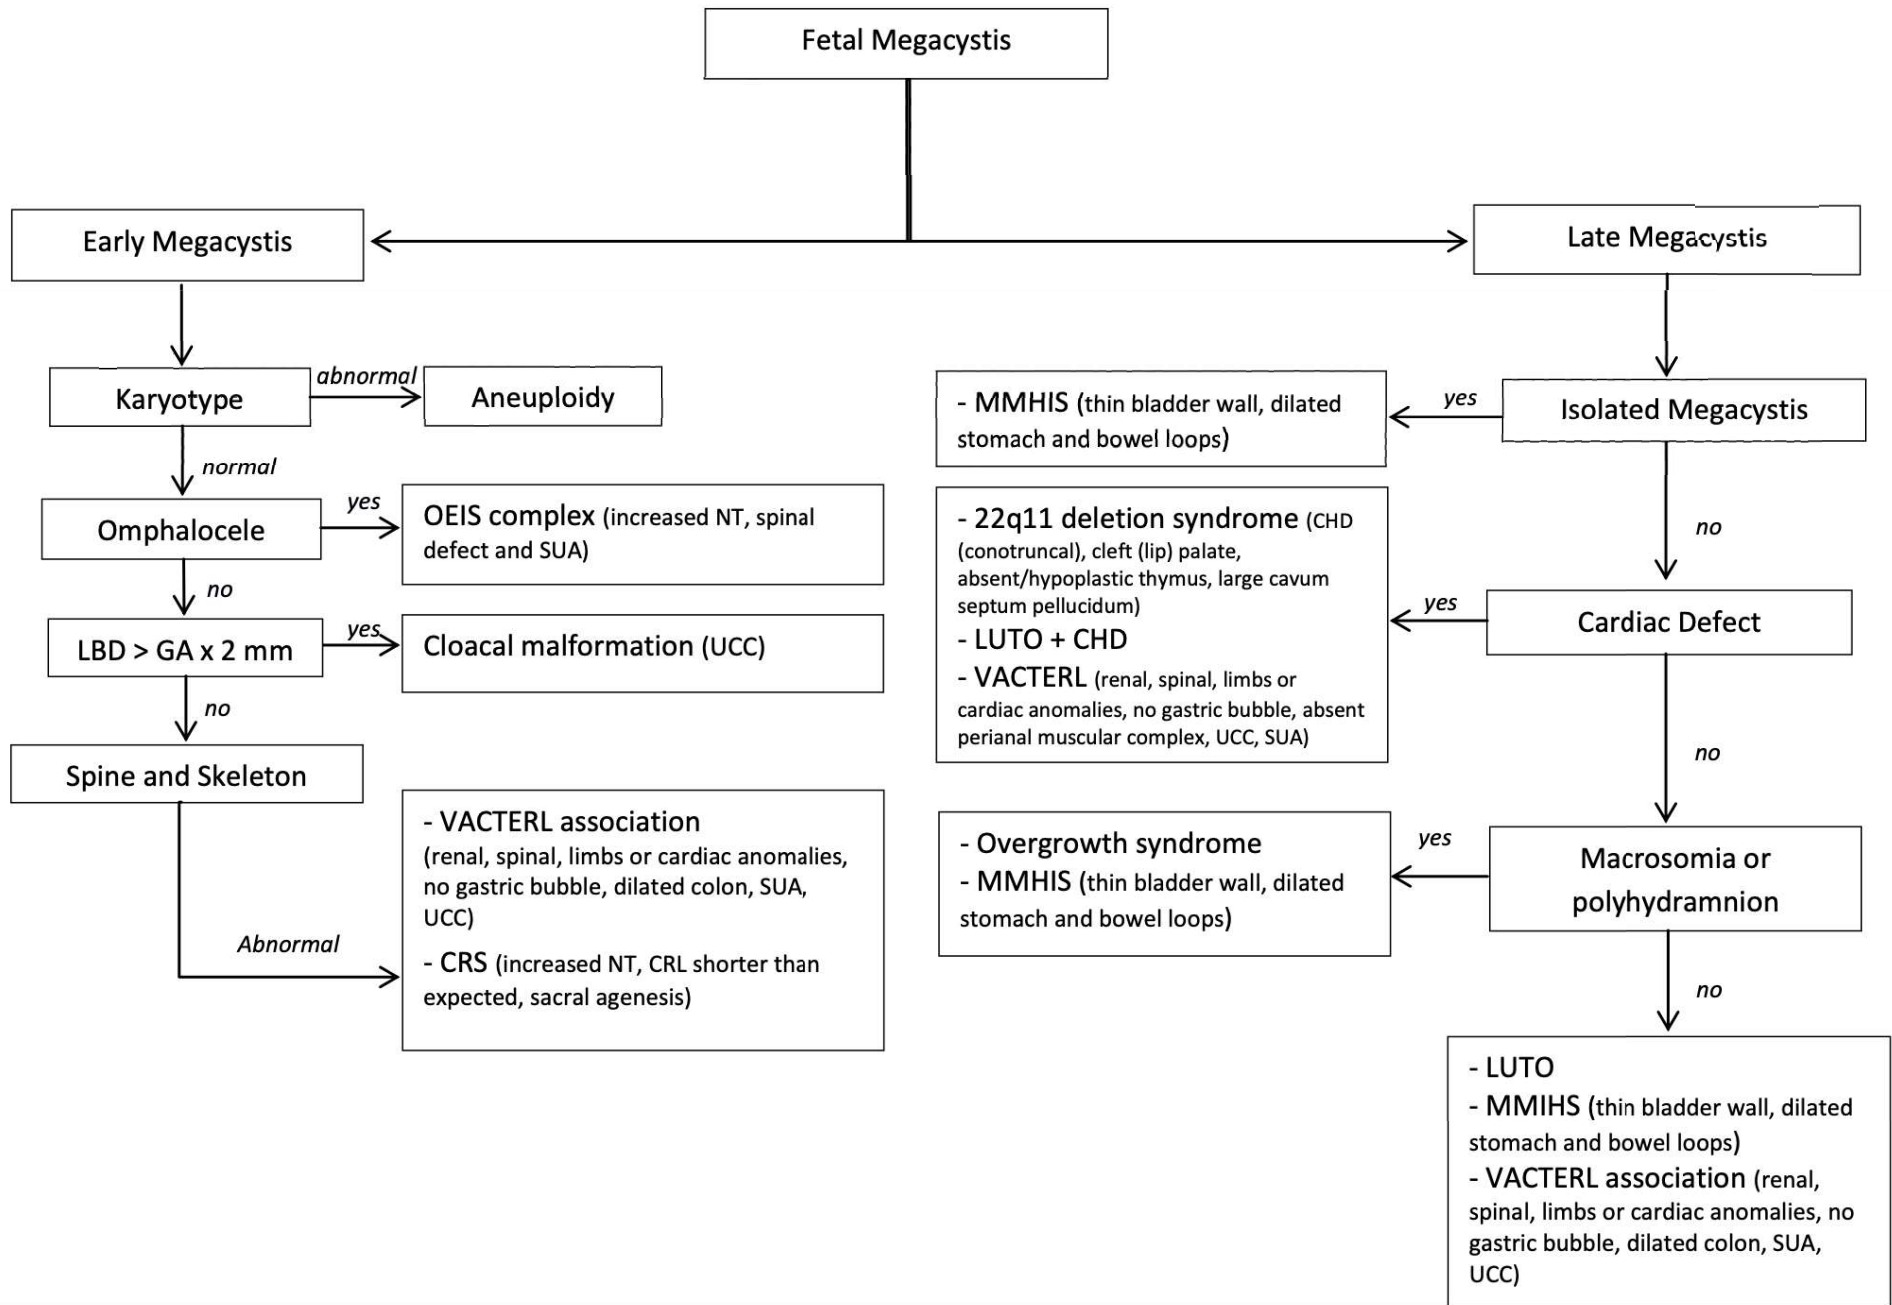 Fetal Megacystis
Early Megacystis
Late Megacystis
Karyotype
abnormal
Aneuploidy
normal
Omphalocele
yes
OEIS complex (increased NT, spinal
defect and SUA)
no
LBD > GA x 2 mm
yes
Cloacal malformation (UCC)
no
Spine and Skeleton
Abnormal
- VACTERL association
(renal, spinal, limbs or cardiac anomalies,
no gastric bubble, dilated colon, SUA,
UCC)
- CRS (increased NT, CRL shorter than
expected, sacral agenesis)
Isolated Megacystis
yes
- MMHIS (thin bladder wall, dilated
stomach and bowel loops)
no
Cardiac Defect
yes
- 22q11 deletion syndrome (CHD
(conotruncal), cleft (lip) palate,
absent/hypoplastic thymus, large cavum
septum pellucidum)
- LUTO + CHD
- VACTERL (renal, spinal, limbs or
cardiac anomalies, no gastric bubble, absent
perianal muscular complex, UCC, SUA)
no
Macrosomia or
polyhydramnion
yes
- Overgrowth syndrome
- MMHIS (thin bladder wall, dilated
stomach and bowel loops)
no
- LUTO
- MMIHS (thin bladder wall, dilated
stomach and bowel loops)
- VACTERL association (renal,
spinal, limbs or cardiac anomalies, no
gastric bubble, dilated colon, SUA,
UCC)